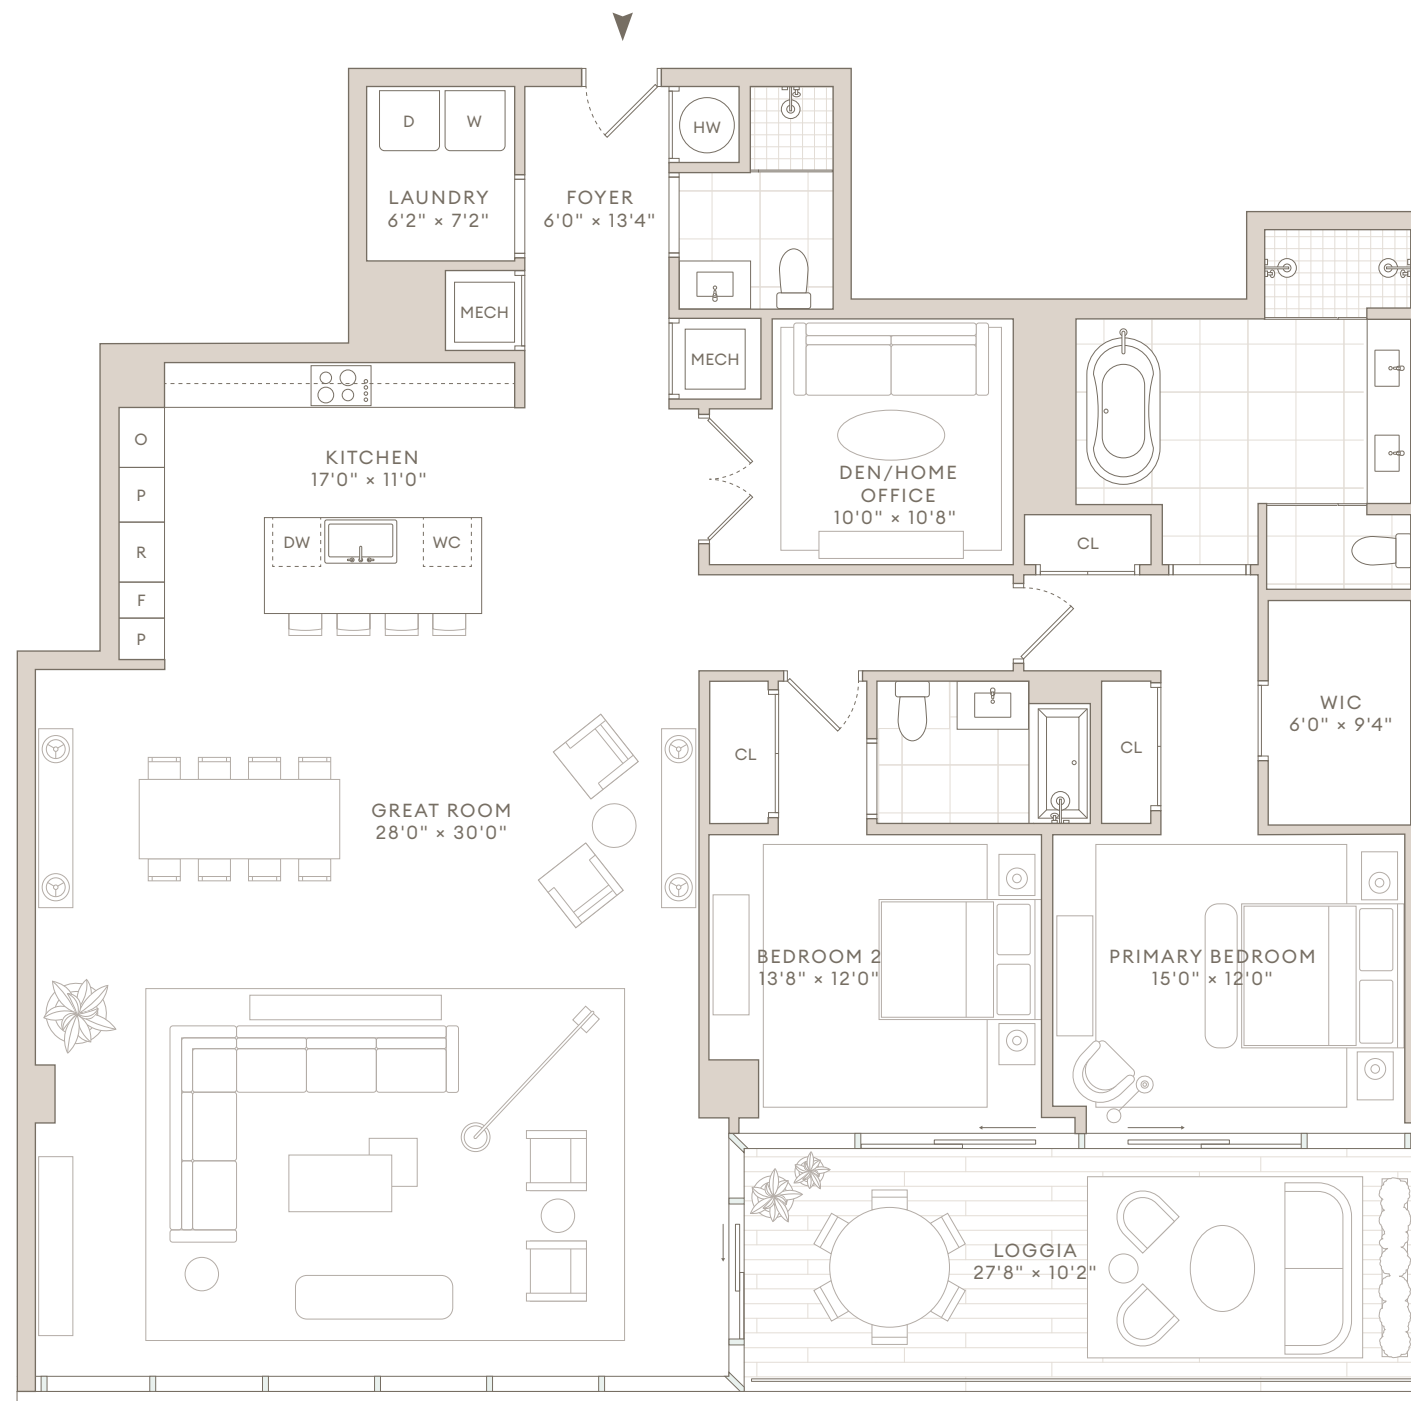 D
W
HW
LAUNDRY
6'2" × 7'2"
FOYER
6'0" × 13'4"
MECH
MECH
O
P
R
F
P
KITCHEN
17'0" × 11'0"
DW
WC
DEN/HOME
OFFICE
10'0" × 10'8"
CL
WIC
6'0" × 9'4"
CL
CL
GREAT ROOM
28'0" × 30'0"
BEDROOM 2
13'8" × 12'0"
PRIMARY BEDROOM
15'0" × 12'0"
LOGGIA
27'8" × 10'2"